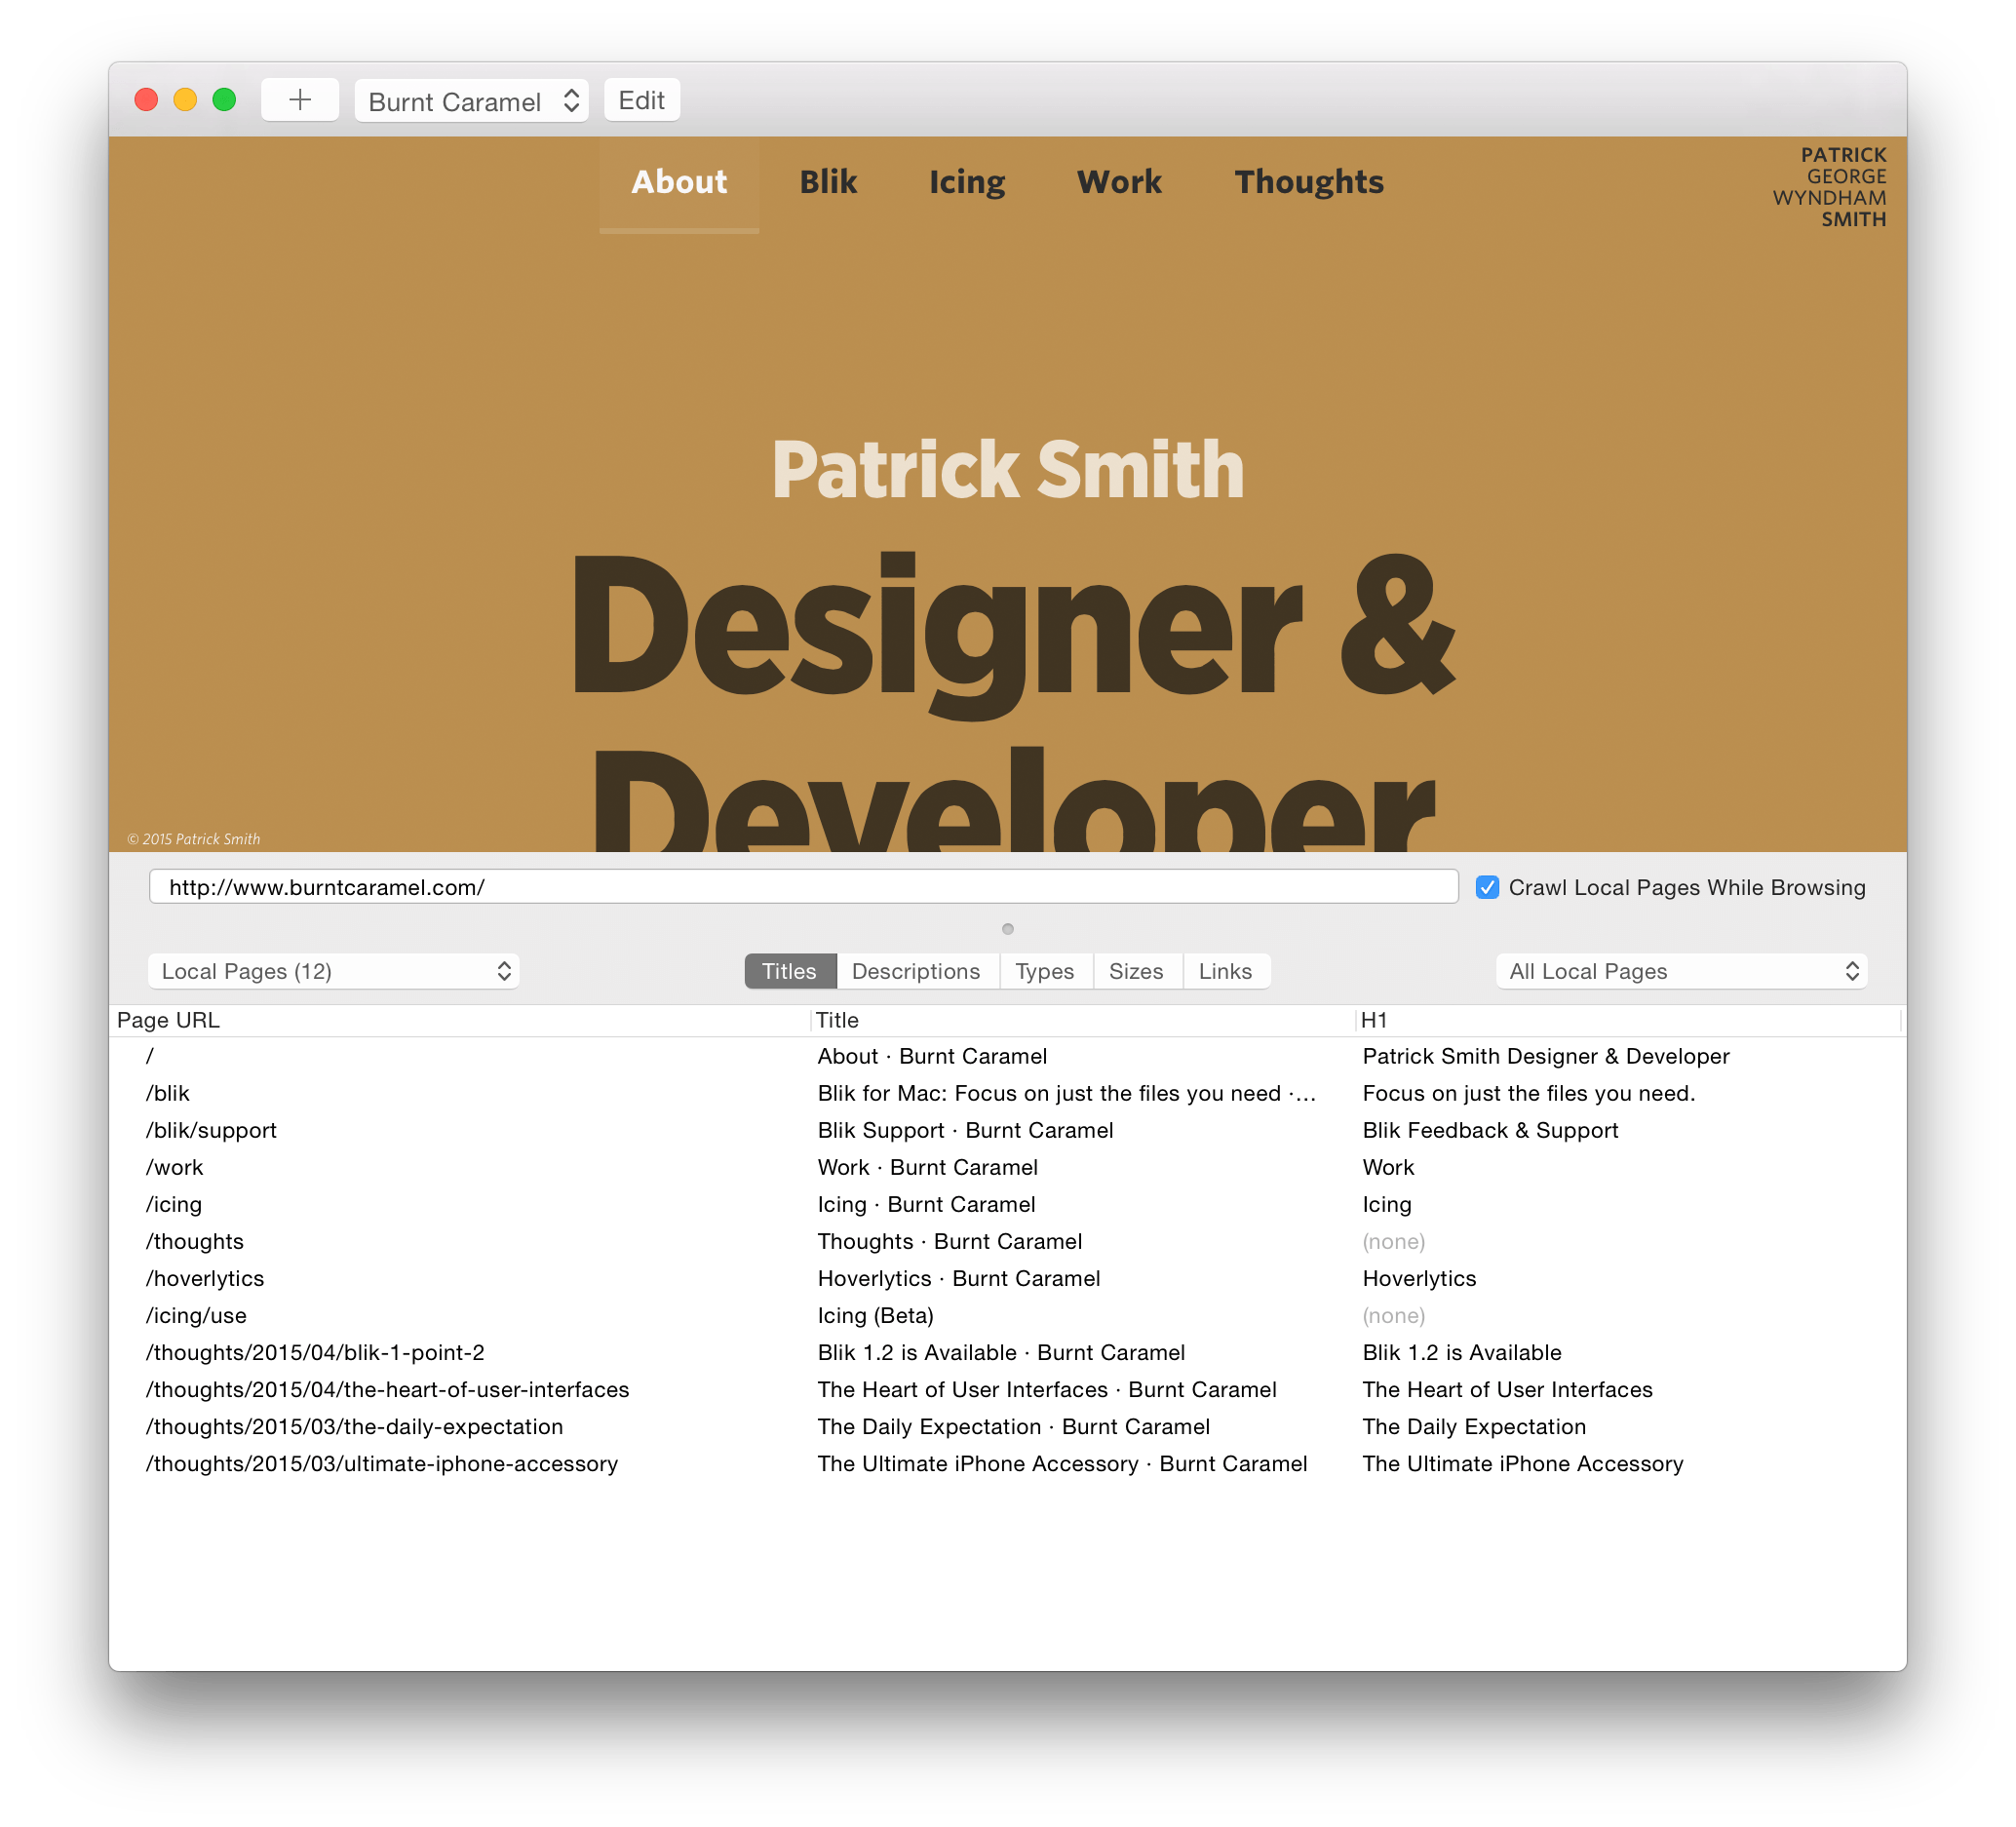 Burnt Caramel Edit
About Blik Icing Work Thoughts
PATRICK
GEORGE
WYNDHAM
SMITH
Patrick Smith
Designer &
Developer
© 2015 Patrick Smith
http://www.burntcaramel.com/ Crawl Local Pages While Browsing
Local Pages (12) Titles Descriptions Types Sizes Links All Local Pages
Page URL Title H1
/ About · Burnt Caramel Patrick Smith Designer & Developer
/blik Blik for Mac: Focus on just the files you need ·... Focus on just the files you need.
/blik/support Blik Support · Burnt Caramel Blik Feedback & Support
/work Work · Burnt Caramel Work
/icing Icing · Burnt Caramel Icing
/thoughts Thoughts · Burnt Caramel (none)
/hoverlytics Hoverlytics · Burnt Caramel Hoverlytics
/icing/use Icing (Beta) (none)
/thoughts/2015/04/blik-1-point-2 Blik 1.2 is Available · Burnt Caramel Blik 1.2 is Available
/thoughts/2015/04/the-heart-of-user-interfaces The Heart of User Interfaces · Burnt Caramel The Heart of User Interfaces
/thoughts/2015/03/the-daily-expectation The Daily Expectation · Burnt Caramel The Daily Expectation
/thoughts/2015/03/ultimate-iphone-accessory The Ultimate iPhone Accessory · Burnt Caramel The Ultimate iPhone Accessory